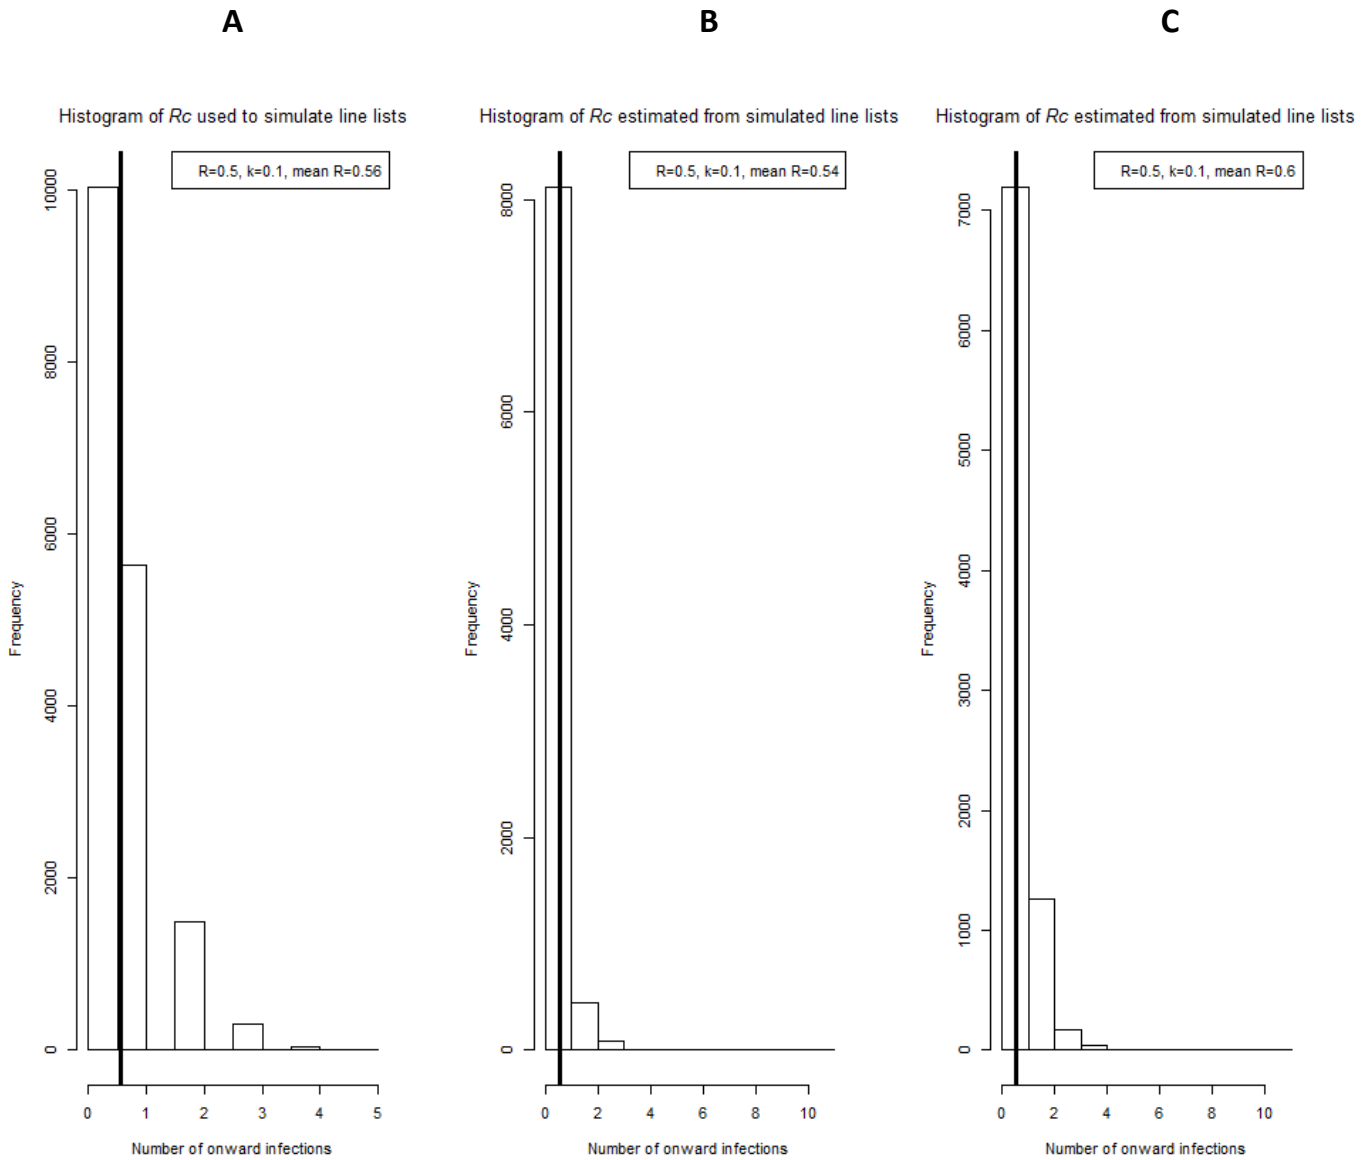 A
Histogram of Rc used to simulate line lists
R=0.5, k=0.1, mean R=0.56
10000
8000
6000
4000
2000
0
Frequency
0 1 2 3 4 5
Number of onward infections
B
Histogram of Rc estimated from simulated line lists
R=0.5, k=0.1, mean R=0.54
8000
6000
4000
2000
0
Frequency
0 2 4 6 8 10
Number of onward infections
C
Histogram of Rc estimated from simulated line lists
R=0.5, k=0.1, mean R=0.6
7000
6000
5000
4000
3000
2000
1000
0
Frequency
0 2 4 6 8 10
Number of onward infections